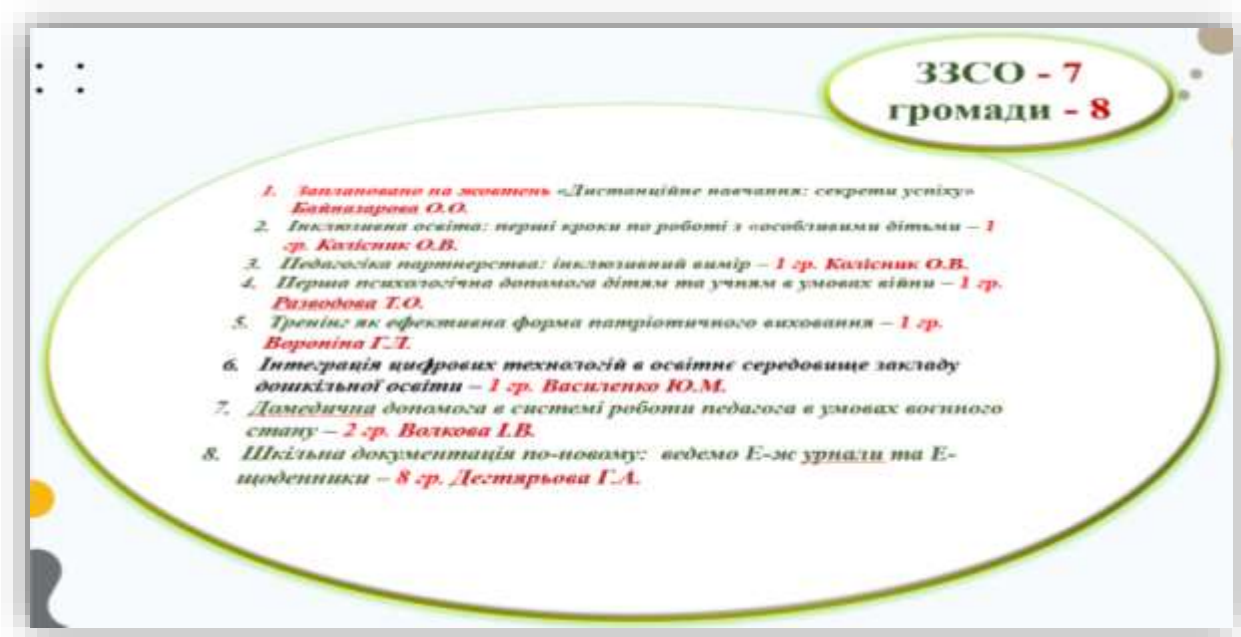 ЗЗСО - 7
громади - 8
1. Заплановано на жовтень «Дистанційне навчання: секрети успіху»
Байназарова О.О.
2. Інклюзивна освіта: перші кроки по роботі з «особливими дітьми – 1
гр. Колісник О.В.
3. Педагогіка партнерства: інклюзивний вимір – 1 гр. Колісник О.В.
4. Перша психологічна допомога дітям та учням в умовах війни – 1 гр.
Разводова Т.О.
5. Тренінг як ефективна форма патріотичного виховання – 1 гр.
Вороніна Г.Л.
6. Інтеграція цифрових технологій в освітнє середовище закладу
дошкільної освіти – 1 гр. Василенко Ю.М.
7. Домедична допомога в системі роботи педагога в умовах воєнного
стану – 2 гр. Волкова І.В.
8. Шкільна документація по-новому: ведемо Е-ж урнали та Е-
щоденники – 8 гр. Дегтярьова Г.А.